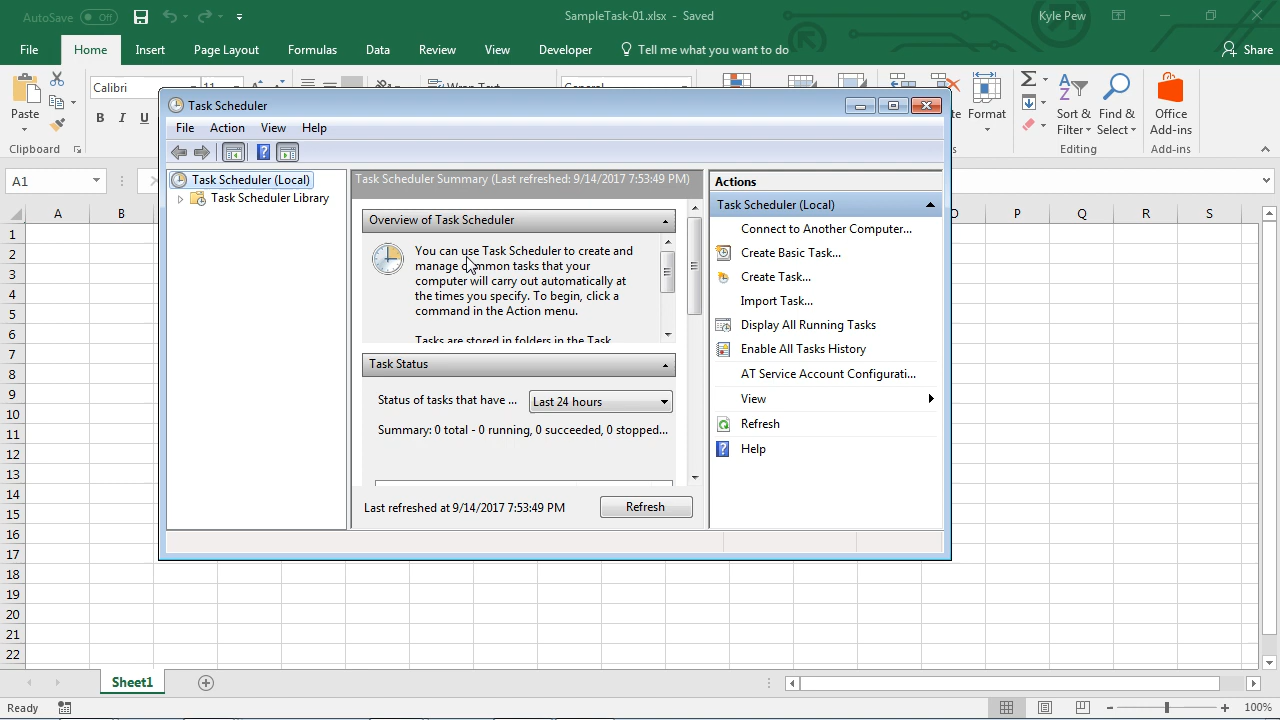 AutoSave Off SampleTask-01.xlsx - Saved Kyle Pew
File Home Insert Page Layout Formulas Data Review View Developer Tell me what you want to do Share
Calibri 11 Wrap Text General
Paste B I U Format Sort & Filter Find & Select Office Add-ins
Clipboard Editing Add-ins
A1
A B P Q R S
1
2
3
4
5
6
7
8
9
10
11
12
13
14
15
16
17
18
19
20
21
22
Task Scheduler
File Action View Help
Task Scheduler (Local)
Task Scheduler Library
Task Scheduler Summary (Last refreshed: 9/14/2017 7:53:49 PM)
Overview of Task Scheduler
You can use Task Scheduler to create and
manage common tasks that your
computer will carry out automatically at
the times you specify. To begin, click a
command in the Action menu.
Tasks are stored in folders in the Task
Task Status
Status of tasks that have ... Last 24 hours
Summary: 0 total - 0 running, 0 succeeded, 0 stopped...
Last refreshed at 9/14/2017 7:53:49 PM Refresh
Actions
Task Scheduler (Local)
Connect to Another Computer...
Create Basic Task...
Create Task...
Import Task...
Display All Running Tasks
Enable All Tasks History
AT Service Account Configurati...
View
Refresh
Help
Sheet1
Ready 100%